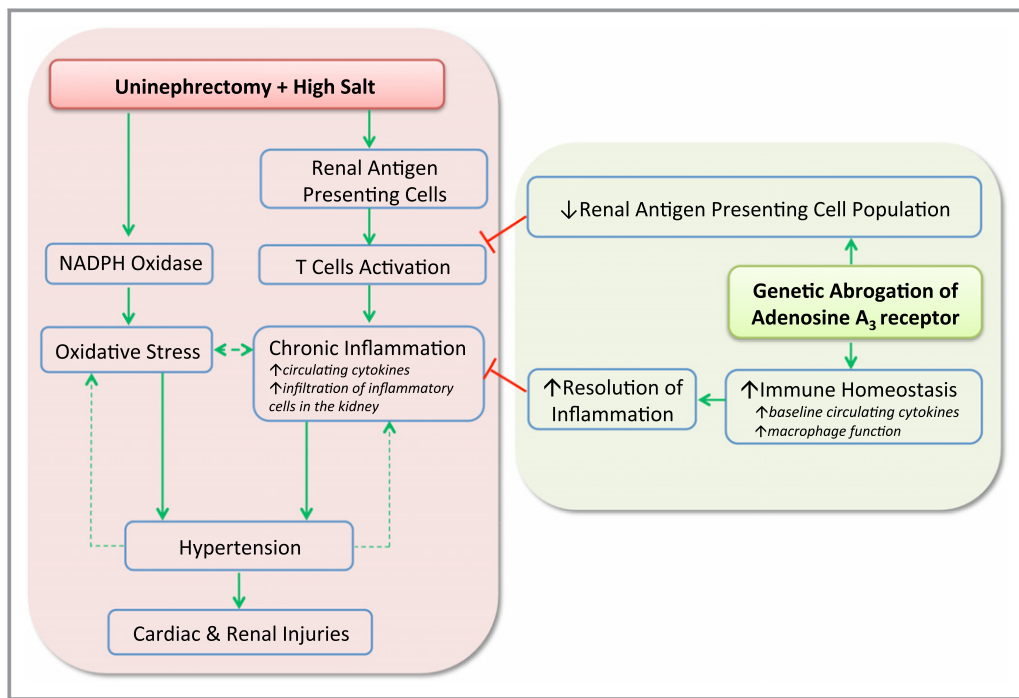 Uninephrectomy + High Salt
Renal Antigen
Presenting Cells
NADPH Oxidase
T Cells Activation
Oxidative Stress
Chronic Inflammation
↑circulating cytokines
↑infiltration of inflammatory
cells in the kidney
Hypertension
Cardiac & Renal Injuries
↓Renal Antigen Presenting Cell Population
Genetic Abrogation of
Adenosine A₃ receptor
↑Immune Homeostasis
↑baseline circulating cytokines
↑macrophage function
↑Resolution of
Inflammation